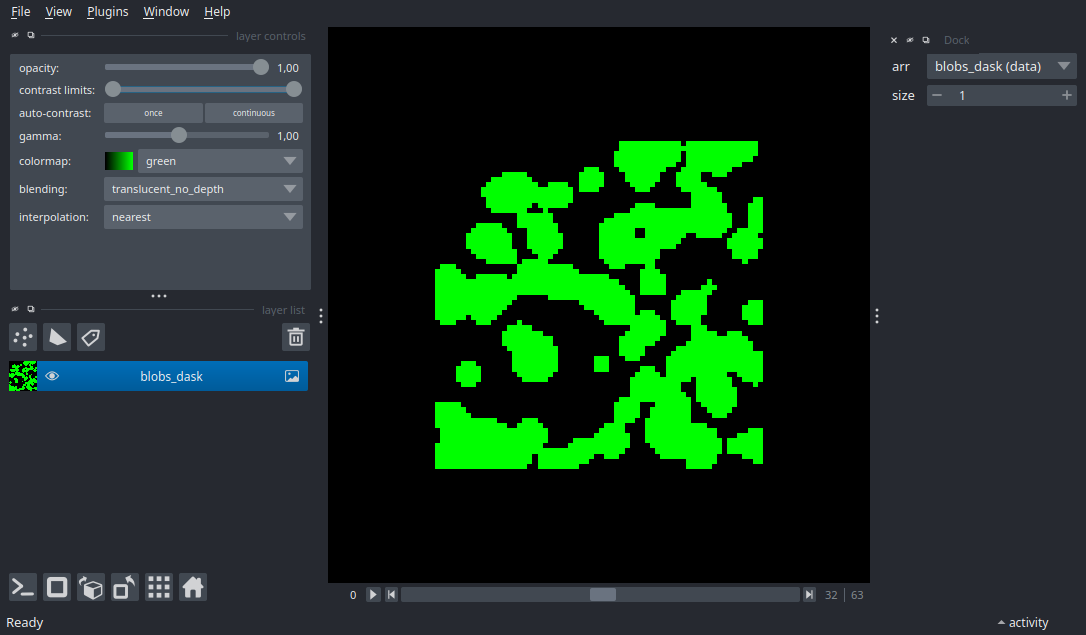 File View Plugins Window Help
layer controls
opacity: 1,00
contrast limits:
auto-contrast: once continuous
gamma: 1,00
colormap: green
blending: translucent_no_depth
interpolation: nearest
layer list
blobs_dask
Dock
arr blobs_dask (data)
size 1
0 32 63
Ready
activity